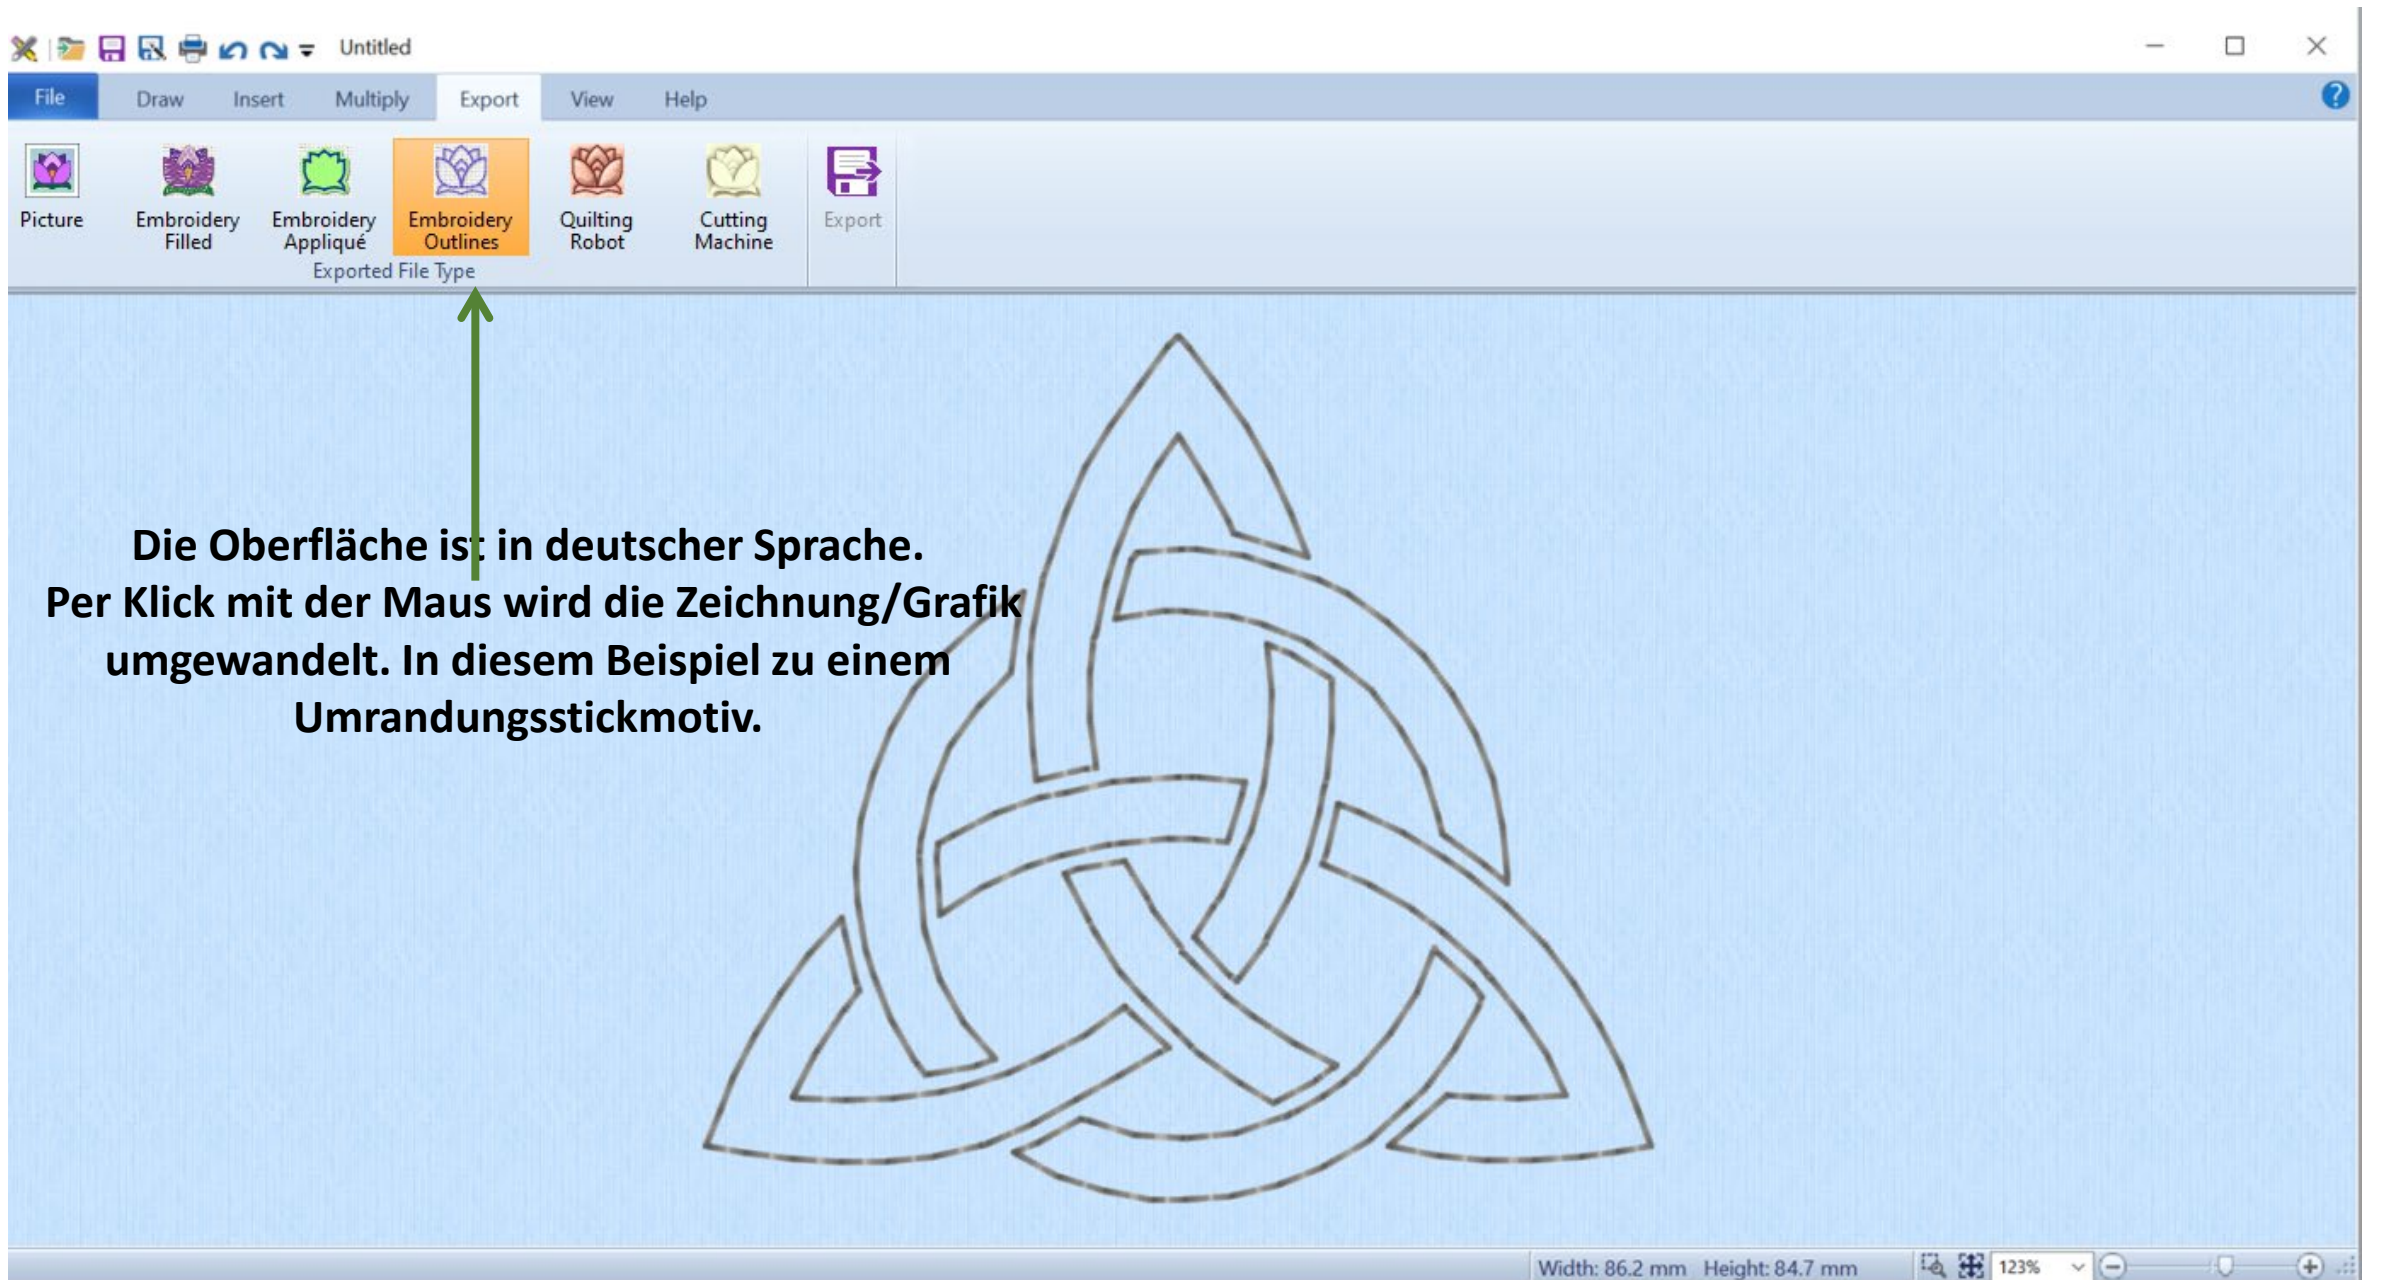 Untitled
File Draw Insert Multiply Export View Help
Picture Embroidery Filled Embroidery Appliqué Embroidery Outlines Quilting Robot Cutting Machine Export
Exported File Type
Die Oberfläche ist in deutscher Sprache.
Per Klick mit der Maus wird die Zeichnung/Grafik
umgewandelt. In diesem Beispiel zu einem
Umrandungsstickmotiv.
Width: 86.2 mm Height: 84.7 mm 123%